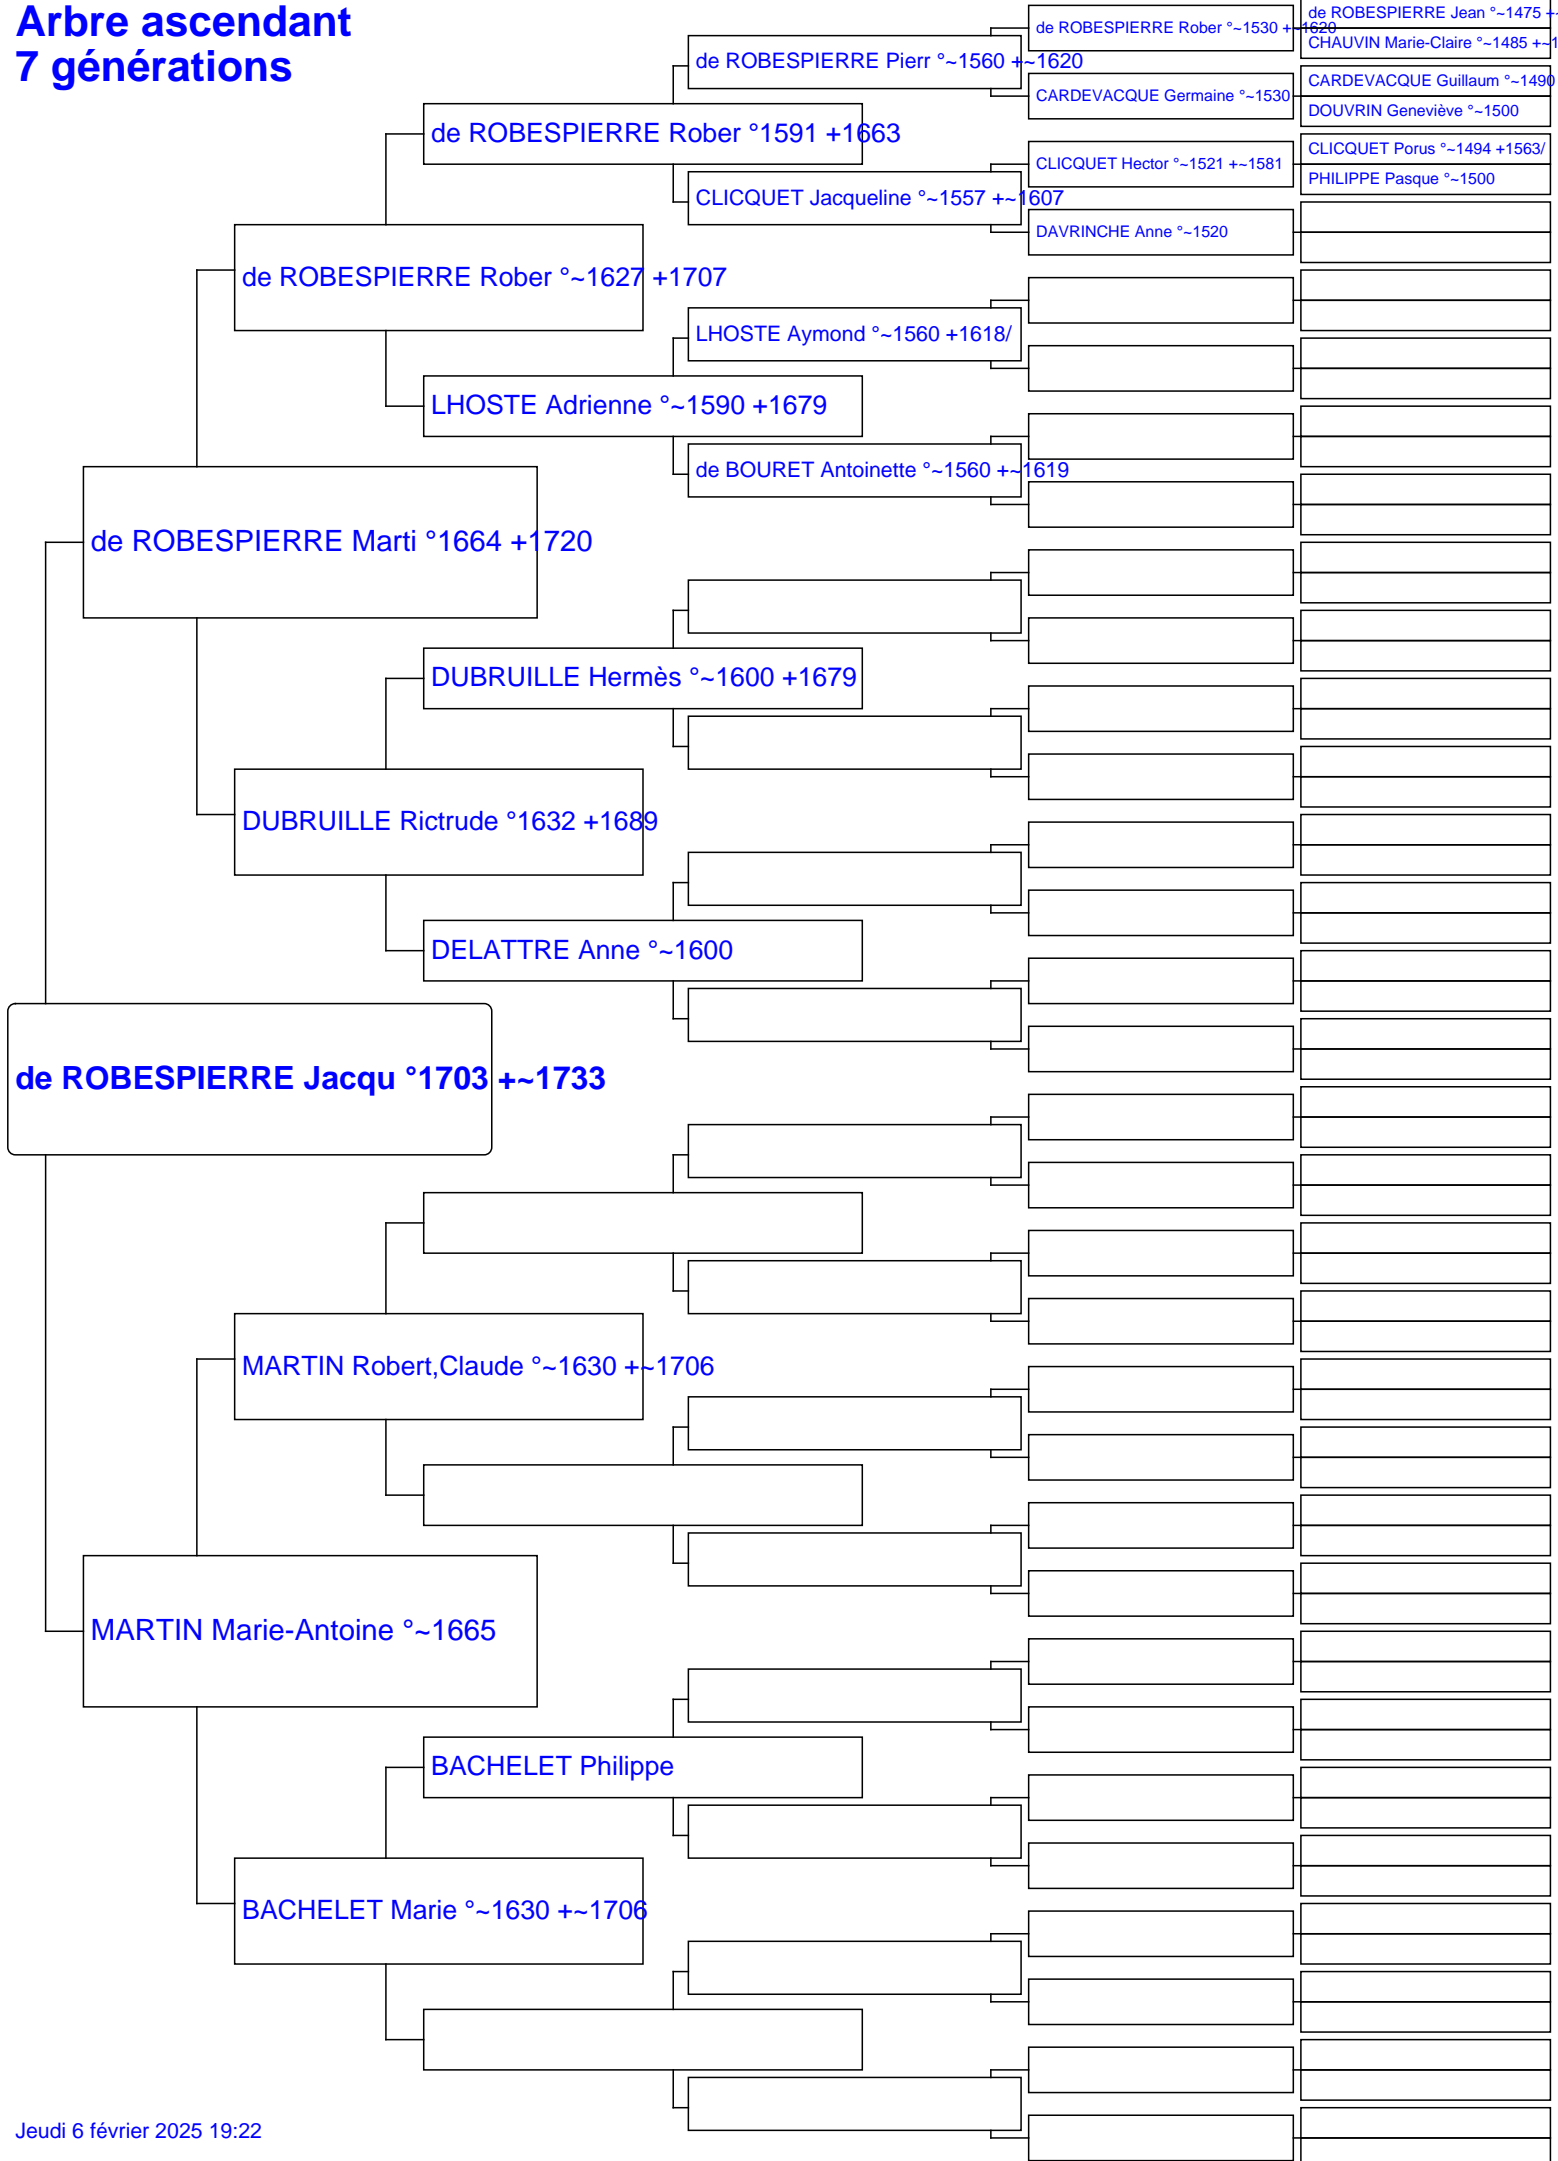 Arbre ascendant
7 générations
de ROBESPIERRE Jean °~1475 +
CHAUVIN Marie-Claire °~1485 +~1
de ROBESPIERRE Rober °~1530 +~1620
de ROBESPIERRE Pierr °~1560 +~1620
CARDEVACQUE Guillaum °~1490
CARDEVACQUE Germaine °~1530
DOUVRIN Geneviève °~1500
de ROBESPIERRE Rober °1591 +1663
CLICQUET Porus °~1494 +1563/
CLICQUET Hector °~1521 +~1581
PHILIPPE Pasque °~1500
CLICQUET Jacqueline °~1557 +~1607
DAVRINCHE Anne °~1520
de ROBESPIERRE Rober °~1627 +1707
LHOSTE Aymond °~1560 +1618/
LHOSTE Adrienne °~1590 +1679
de BOURET Antoinette °~1560 +~1619
de ROBESPIERRE Marti °1664 +1720
DUBRUILLE Hermès °~1600 +1679
DUBRUILLE Rictrude °1632 +1689
DELATTRE Anne °~1600
de ROBESPIERRE Jacqu °1703 +~1733
MARTIN Robert,Claude °~1630 +~1706
MARTIN Marie-Antoine °~1665
BACHELET Philippe
BACHELET Marie °~1630 +~1706
Jeudi 6 février 2025 19:22